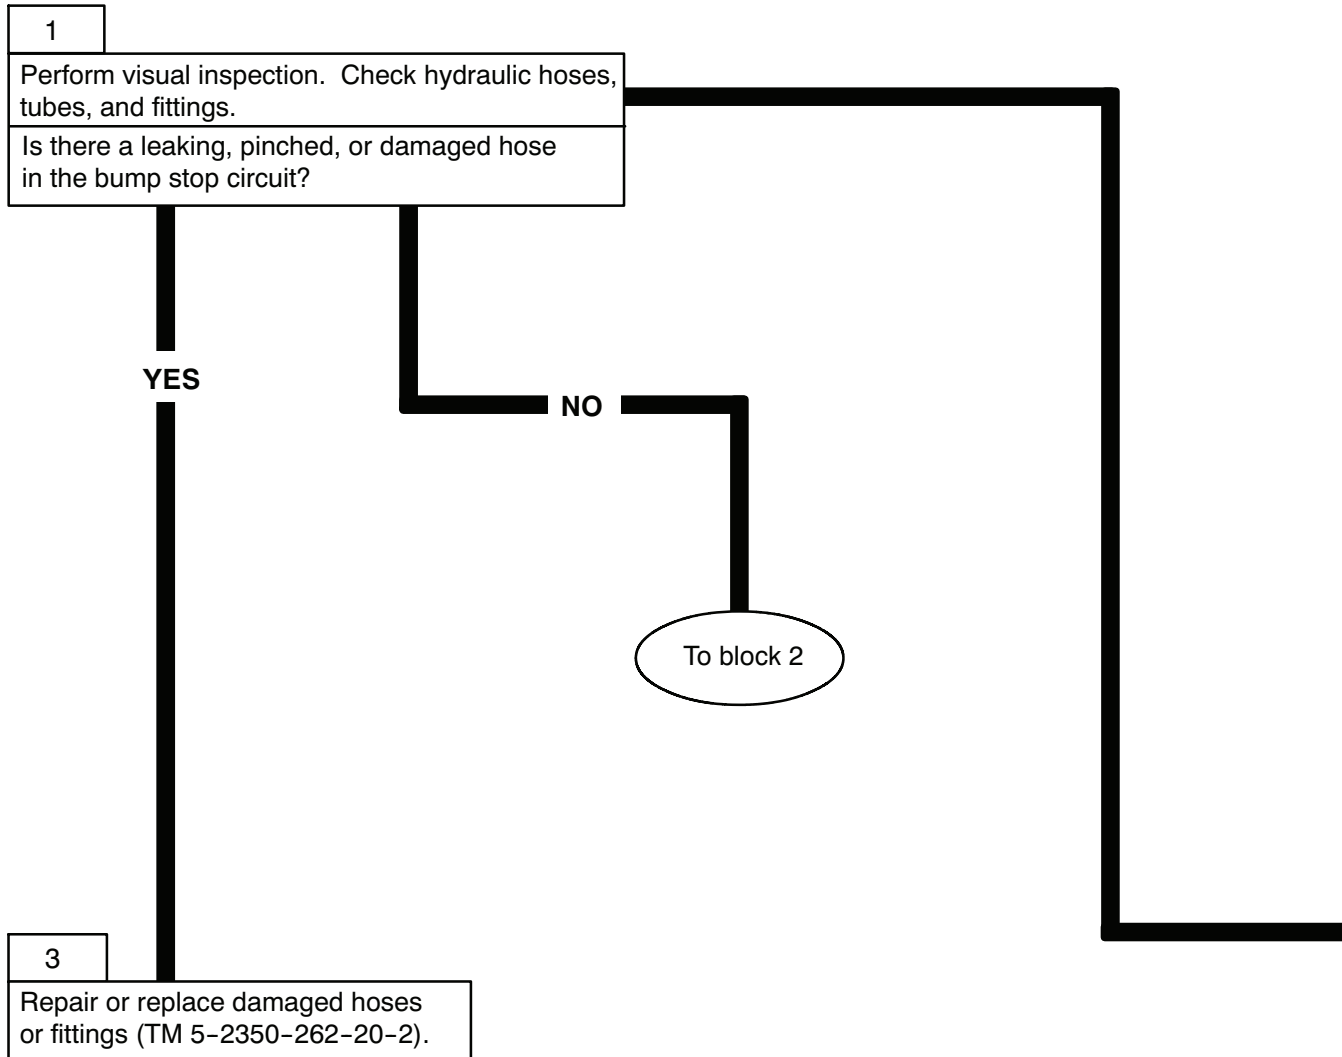 1
Perform visual inspection.  Check hydraulic hoses,
tubes, and fittings.
Is there a leaking, pinched, or damaged hose
in the bump stop circuit?
YES
NO
To block 2
3
Repair or replace damaged hoses
or fittings (TM 5-2350-262-20-2).